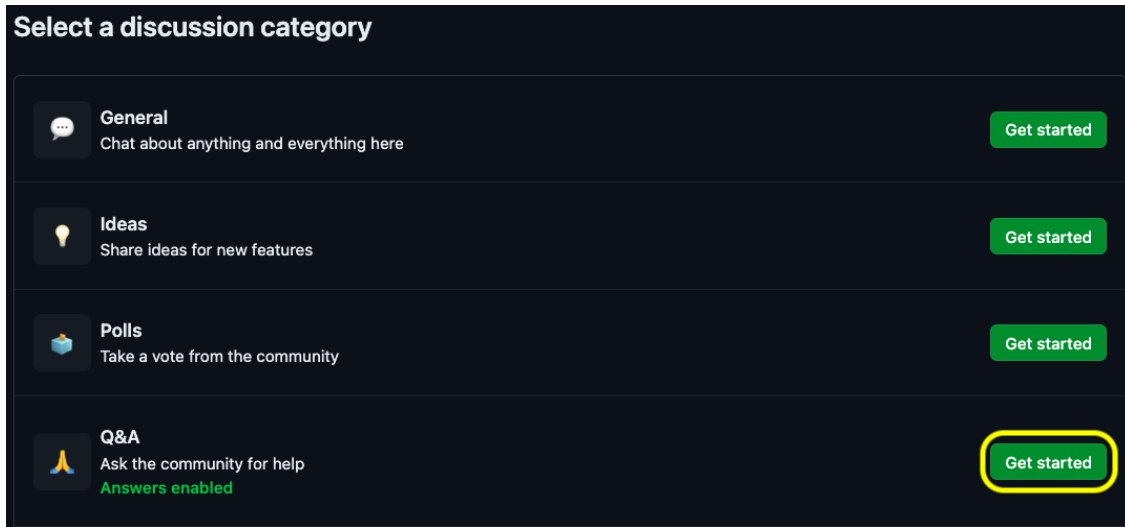 Select a discussion category
General
Chat about anything and everything here
Get started
Ideas
Share ideas for new features
Get started
Polls
Take a vote from the community
Get started
Q&A
Ask the community for help
Answers enabled
Get started